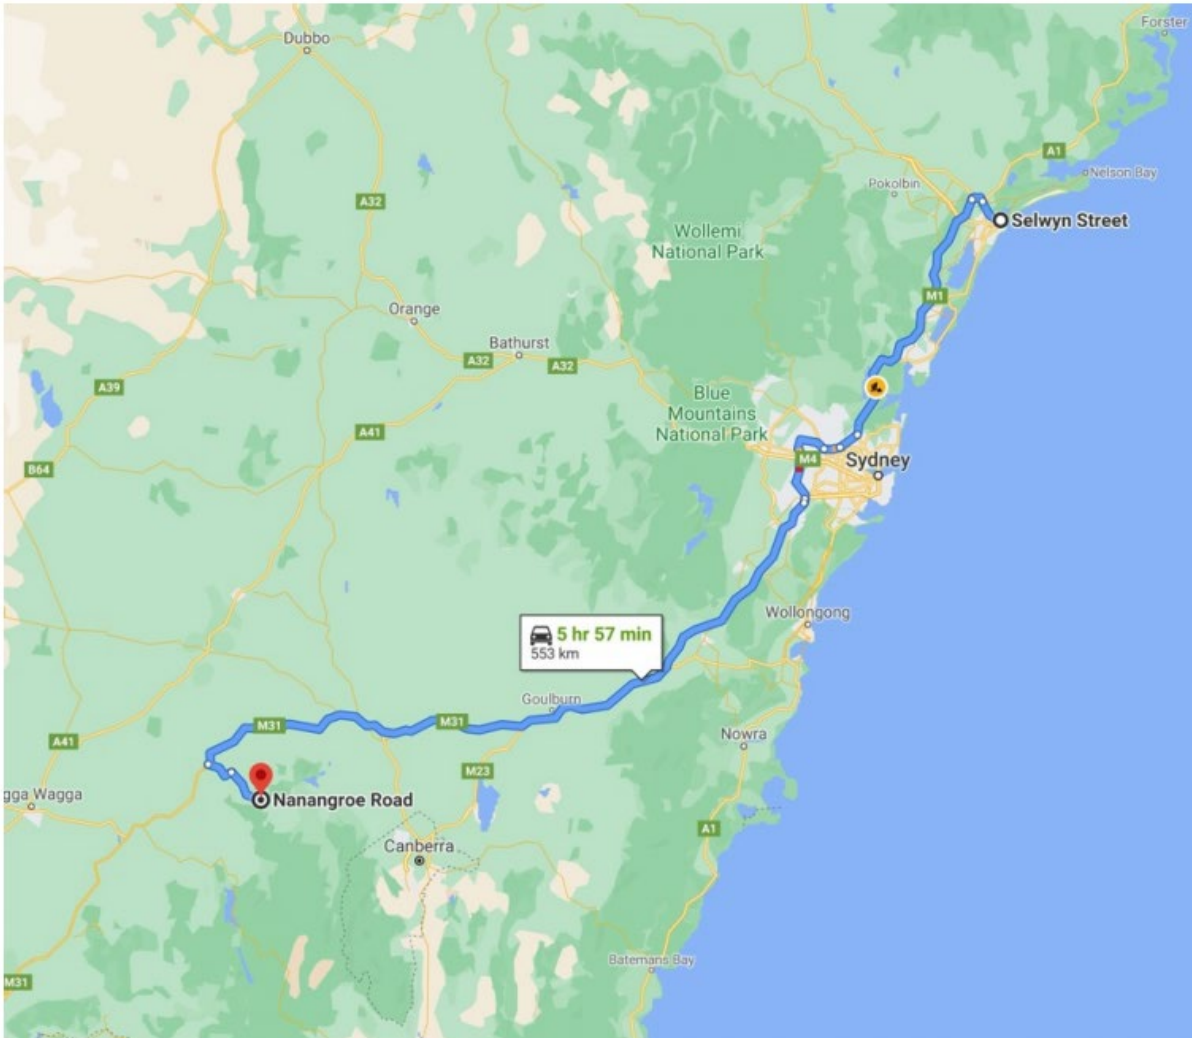 Forster
Dubbo
A1
Nelson Bay
Pokolbin
A32
Selwyn Street
Wollemi
National Park
M1
Orange
Bathurst
A32
A32
A39
Blue
Mountains
National Park
A41
M4
Sydney
B64
Wollongong
5 hr 57 min
553 km
Goulburn
M31
M31
A41
Nowra
M23
gga Wagga
Nanangroe Road
A1
Canberra
Batemans Bay
M31